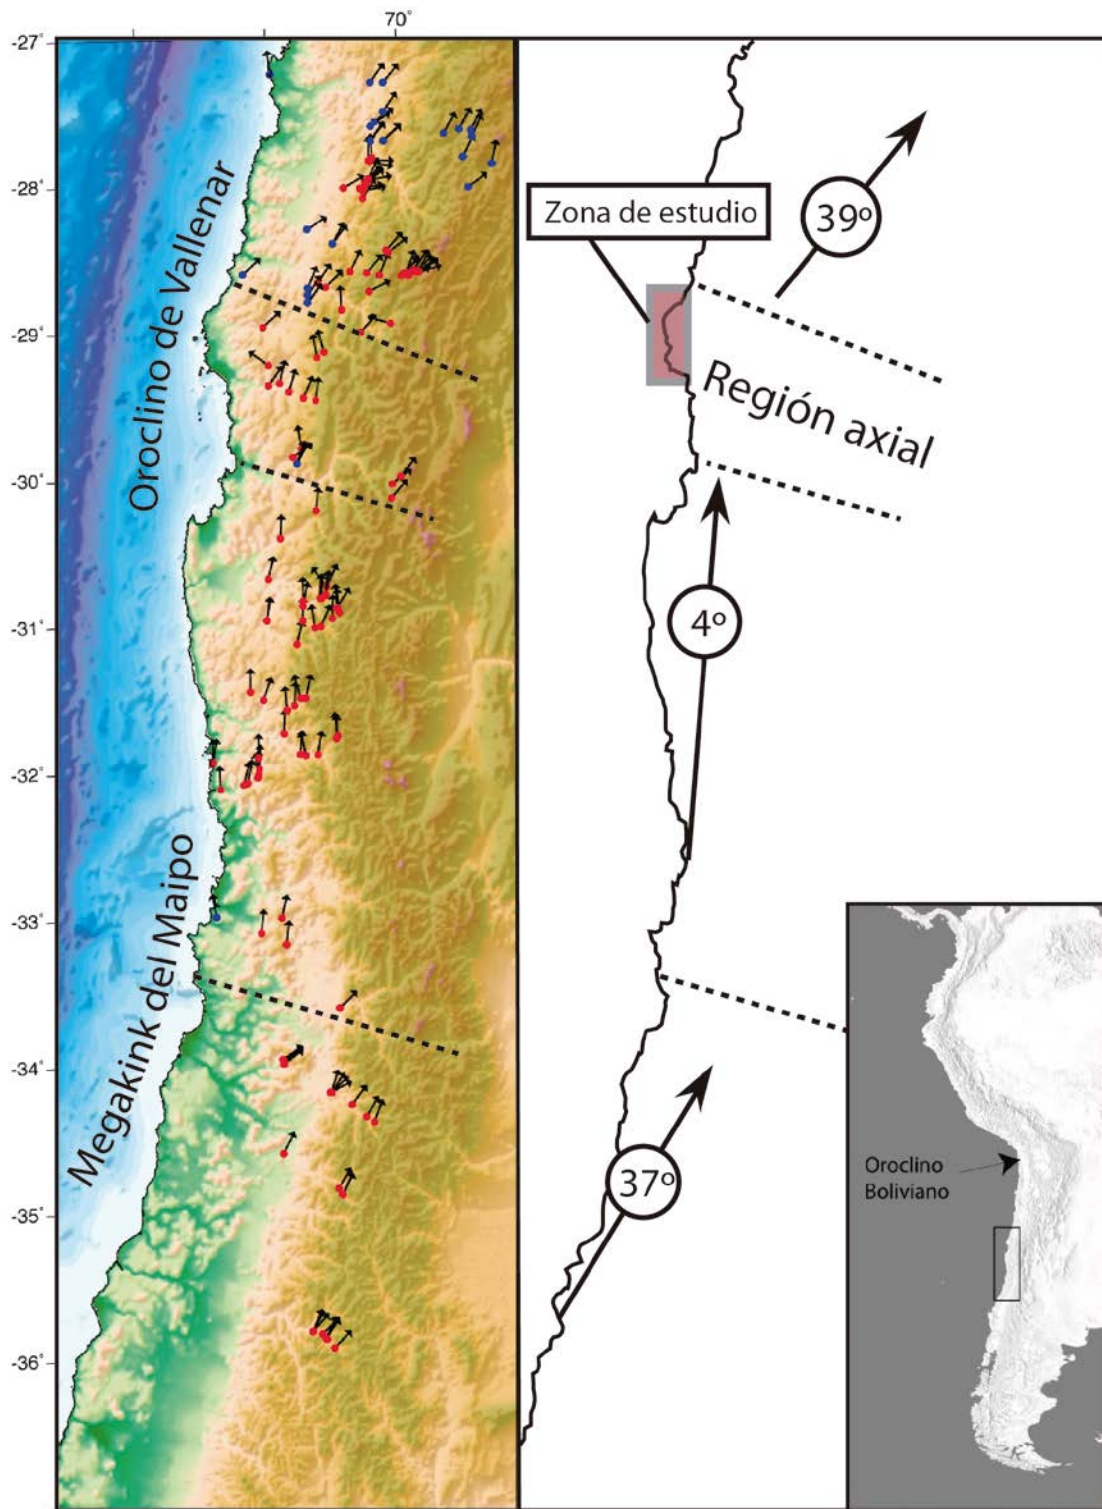 70°
-27°
-28°
-29°
-30°
-31°
-32°
-33°
-34°
-35°
-36°
Oroclino de Vallenar
Megakink del Maipo
39º
Zona de estudio
Región axial
4º
37º
Oroclino
Boliviano